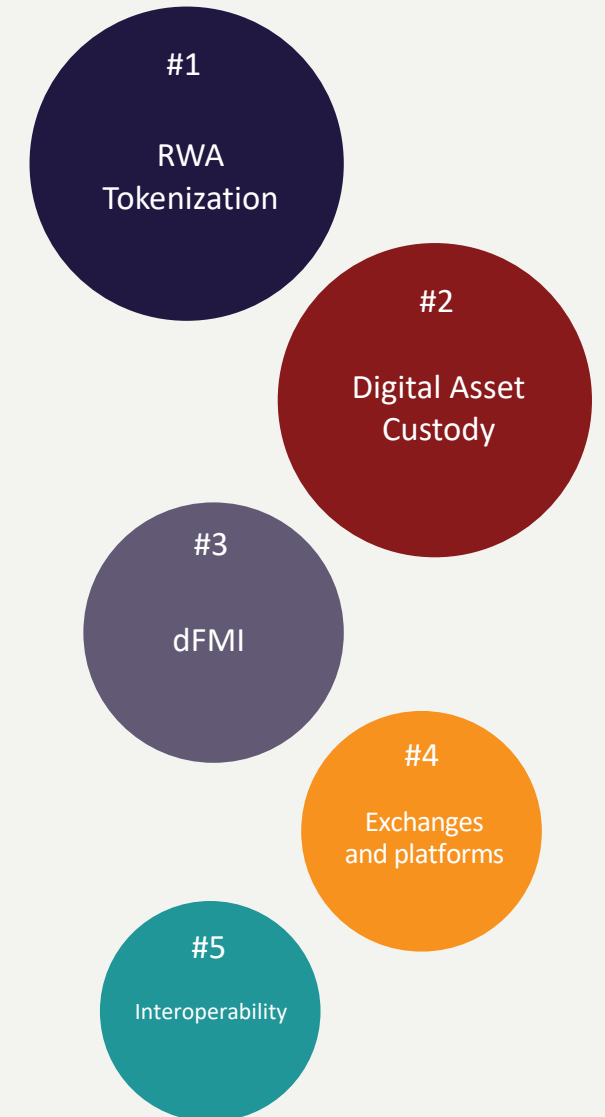 #1
RWA
Tokenization
#2
Digital Asset
Custody
#3
dFMI
#4
Exchanges
and platforms
#5
Interoperability